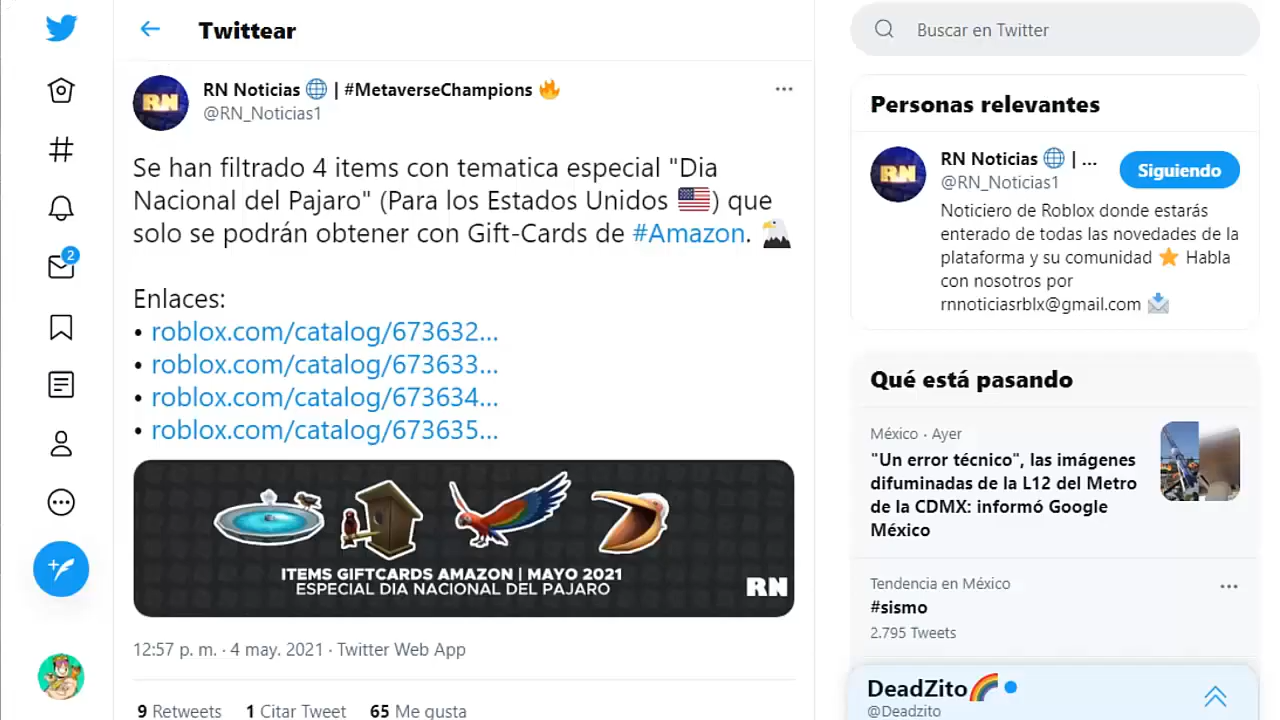 Twittear
RN
RN Noticias 🌐 | #MetaverseChampions 🔥
@RN_Noticias1
Se han filtrado 4 items con tematica especial "Dia
Nacional del Pajaro" (Para los Estados Unidos 🇺🇸) que
solo se podrán obtener con Gift-Cards de #Amazon. 🦅
Enlaces:
• roblox.com/catalog/673632...
• roblox.com/catalog/673633...
• roblox.com/catalog/673634...
• roblox.com/catalog/673635...
ITEMS GIFTCARDS AMAZON | MAYO 2021
ESPECIAL DIA NACIONAL DEL PAJARO
RN
12:57 p. m. · 4 may. 2021 · Twitter Web App
9 Retweets 1 Citar Tweet 65 Me gusta
2
Buscar en Twitter
Personas relevantes
RN
RN Noticias 🌐 | ...
@RN_Noticias1
Siguiendo
Noticiero de Roblox donde estarás
enterado de todas las novedades de la
plataforma y su comunidad ⭐ Habla
con nosotros por
rnnoticiasrblx@gmail.com 📩
Qué está pasando
México · Ayer
"Un error técnico", las imágenes
difuminadas de la L12 del Metro
de la CDMX: informó Google
México
Tendencia en México
#sismo
2.795 Tweets
DeadZito🌈
@Deadzito